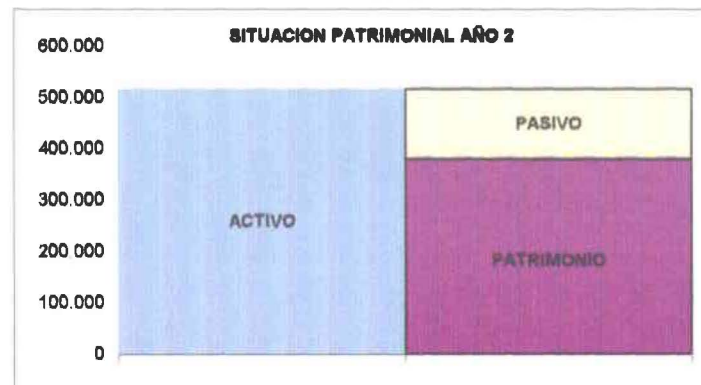 SITUACION PATRIMONIAL AÑO 2
600.000
500.000
400.000
300.000
200.000
100.000
0
ACTIVO
PASIVO
PATRIMONIO